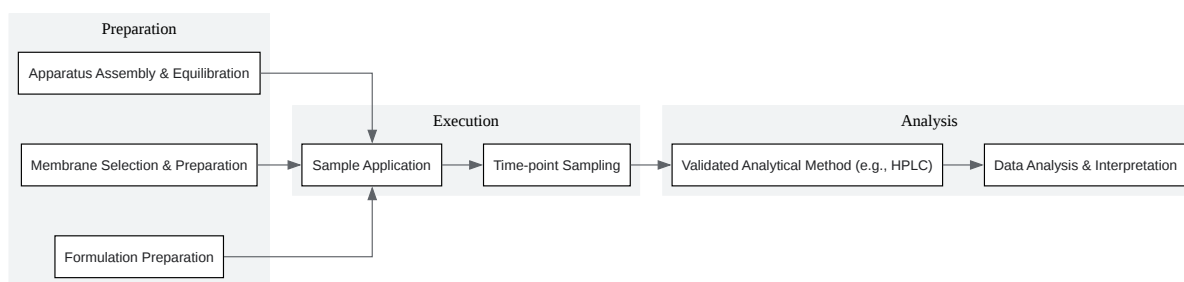 Preparation
Apparatus Assembly & Equilibration
Membrane Selection & Preparation
Formulation Preparation
Execution
Sample Application
Time-point Sampling
Analysis
Validated Analytical Method (e.g., HPLC)
Data Analysis & Interpretation